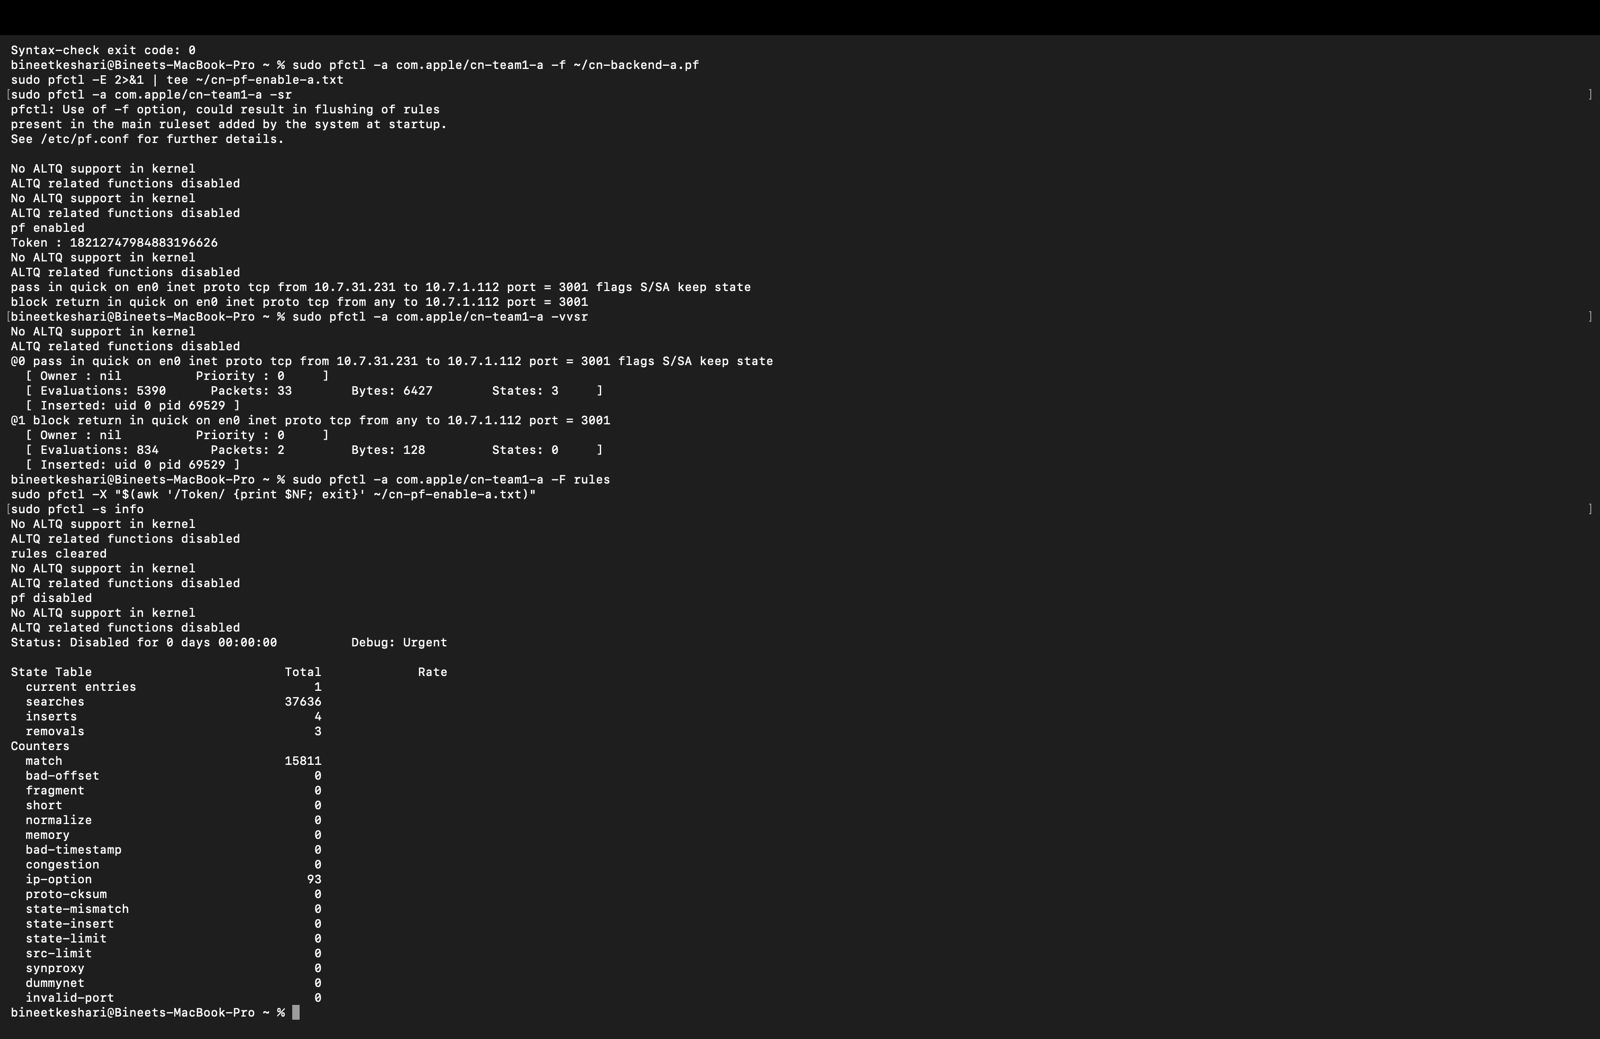 Syntax-check exit code: 0
bineetkeshari@Bineets-MacBook-Pro ~ % sudo pfctl -a com.apple/cn-team1-a -f ~/cn-backend-a.pf
sudo pfctl -E 2>&1 | tee ~/cn-pf-enable-a.txt
[sudo pfctl -a com.apple/cn-team1-a -sr ]
pfctl: Use of -f option, could result in flushing of rules
present in the main ruleset added by the system at startup.
See /etc/pf.conf for further details.

No ALTQ support in kernel
ALTQ related functions disabled
No ALTQ support in kernel
ALTQ related functions disabled
pf enabled
Token : 18212747984883196626
No ALTQ support in kernel
ALTQ related functions disabled
pass in quick on en0 inet proto tcp from 10.7.31.231 to 10.7.1.112 port = 3001 flags S/SA keep state
block return in quick on en0 inet proto tcp from any to 10.7.1.112 port = 3001
[bineetkeshari@Bineets-MacBook-Pro ~ % sudo pfctl -a com.apple/cn-team1-a -vvsr ]
No ALTQ support in kernel
ALTQ related functions disabled
@0 pass in quick on en0 inet proto tcp from 10.7.31.231 to 10.7.1.112 port = 3001 flags S/SA keep state
  [ Owner : nil          Priority : 0     ]
  [ Evaluations: 5390      Packets: 33        Bytes: 6427        States: 3     ]
  [ Inserted: uid 0 pid 69529 ]
@1 block return in quick on en0 inet proto tcp from any to 10.7.1.112 port = 3001
  [ Owner : nil          Priority : 0     ]
  [ Evaluations: 834       Packets: 2         Bytes: 128         States: 0     ]
  [ Inserted: uid 0 pid 69529 ]
bineetkeshari@Bineets-MacBook-Pro ~ % sudo pfctl -a com.apple/cn-team1-a -F rules
sudo pfctl -X "$(awk '/Token/ {print $NF; exit}' ~/cn-pf-enable-a.txt)"
[sudo pfctl -s info ]
No ALTQ support in kernel
ALTQ related functions disabled
rules cleared
No ALTQ support in kernel
ALTQ related functions disabled
pf disabled
No ALTQ support in kernel
ALTQ related functions disabled
Status: Disabled for 0 days 00:00:00          Debug: Urgent

State Table                          Total             Rate
  current entries                        1
  searches                           37636
  inserts                                4
  removals                               3
Counters
  match                              15811
  bad-offset                             0
  fragment                               0
  short                                  0
  normalize                              0
  memory                                 0
  bad-timestamp                          0
  congestion                             0
  ip-option                             93
  proto-cksum                            0
  state-mismatch                         0
  state-insert                           0
  state-limit                            0
  src-limit                              0
  synproxy                               0
  dummynet                               0
  invalid-port                           0
bineetkeshari@Bineets-MacBook-Pro ~ %